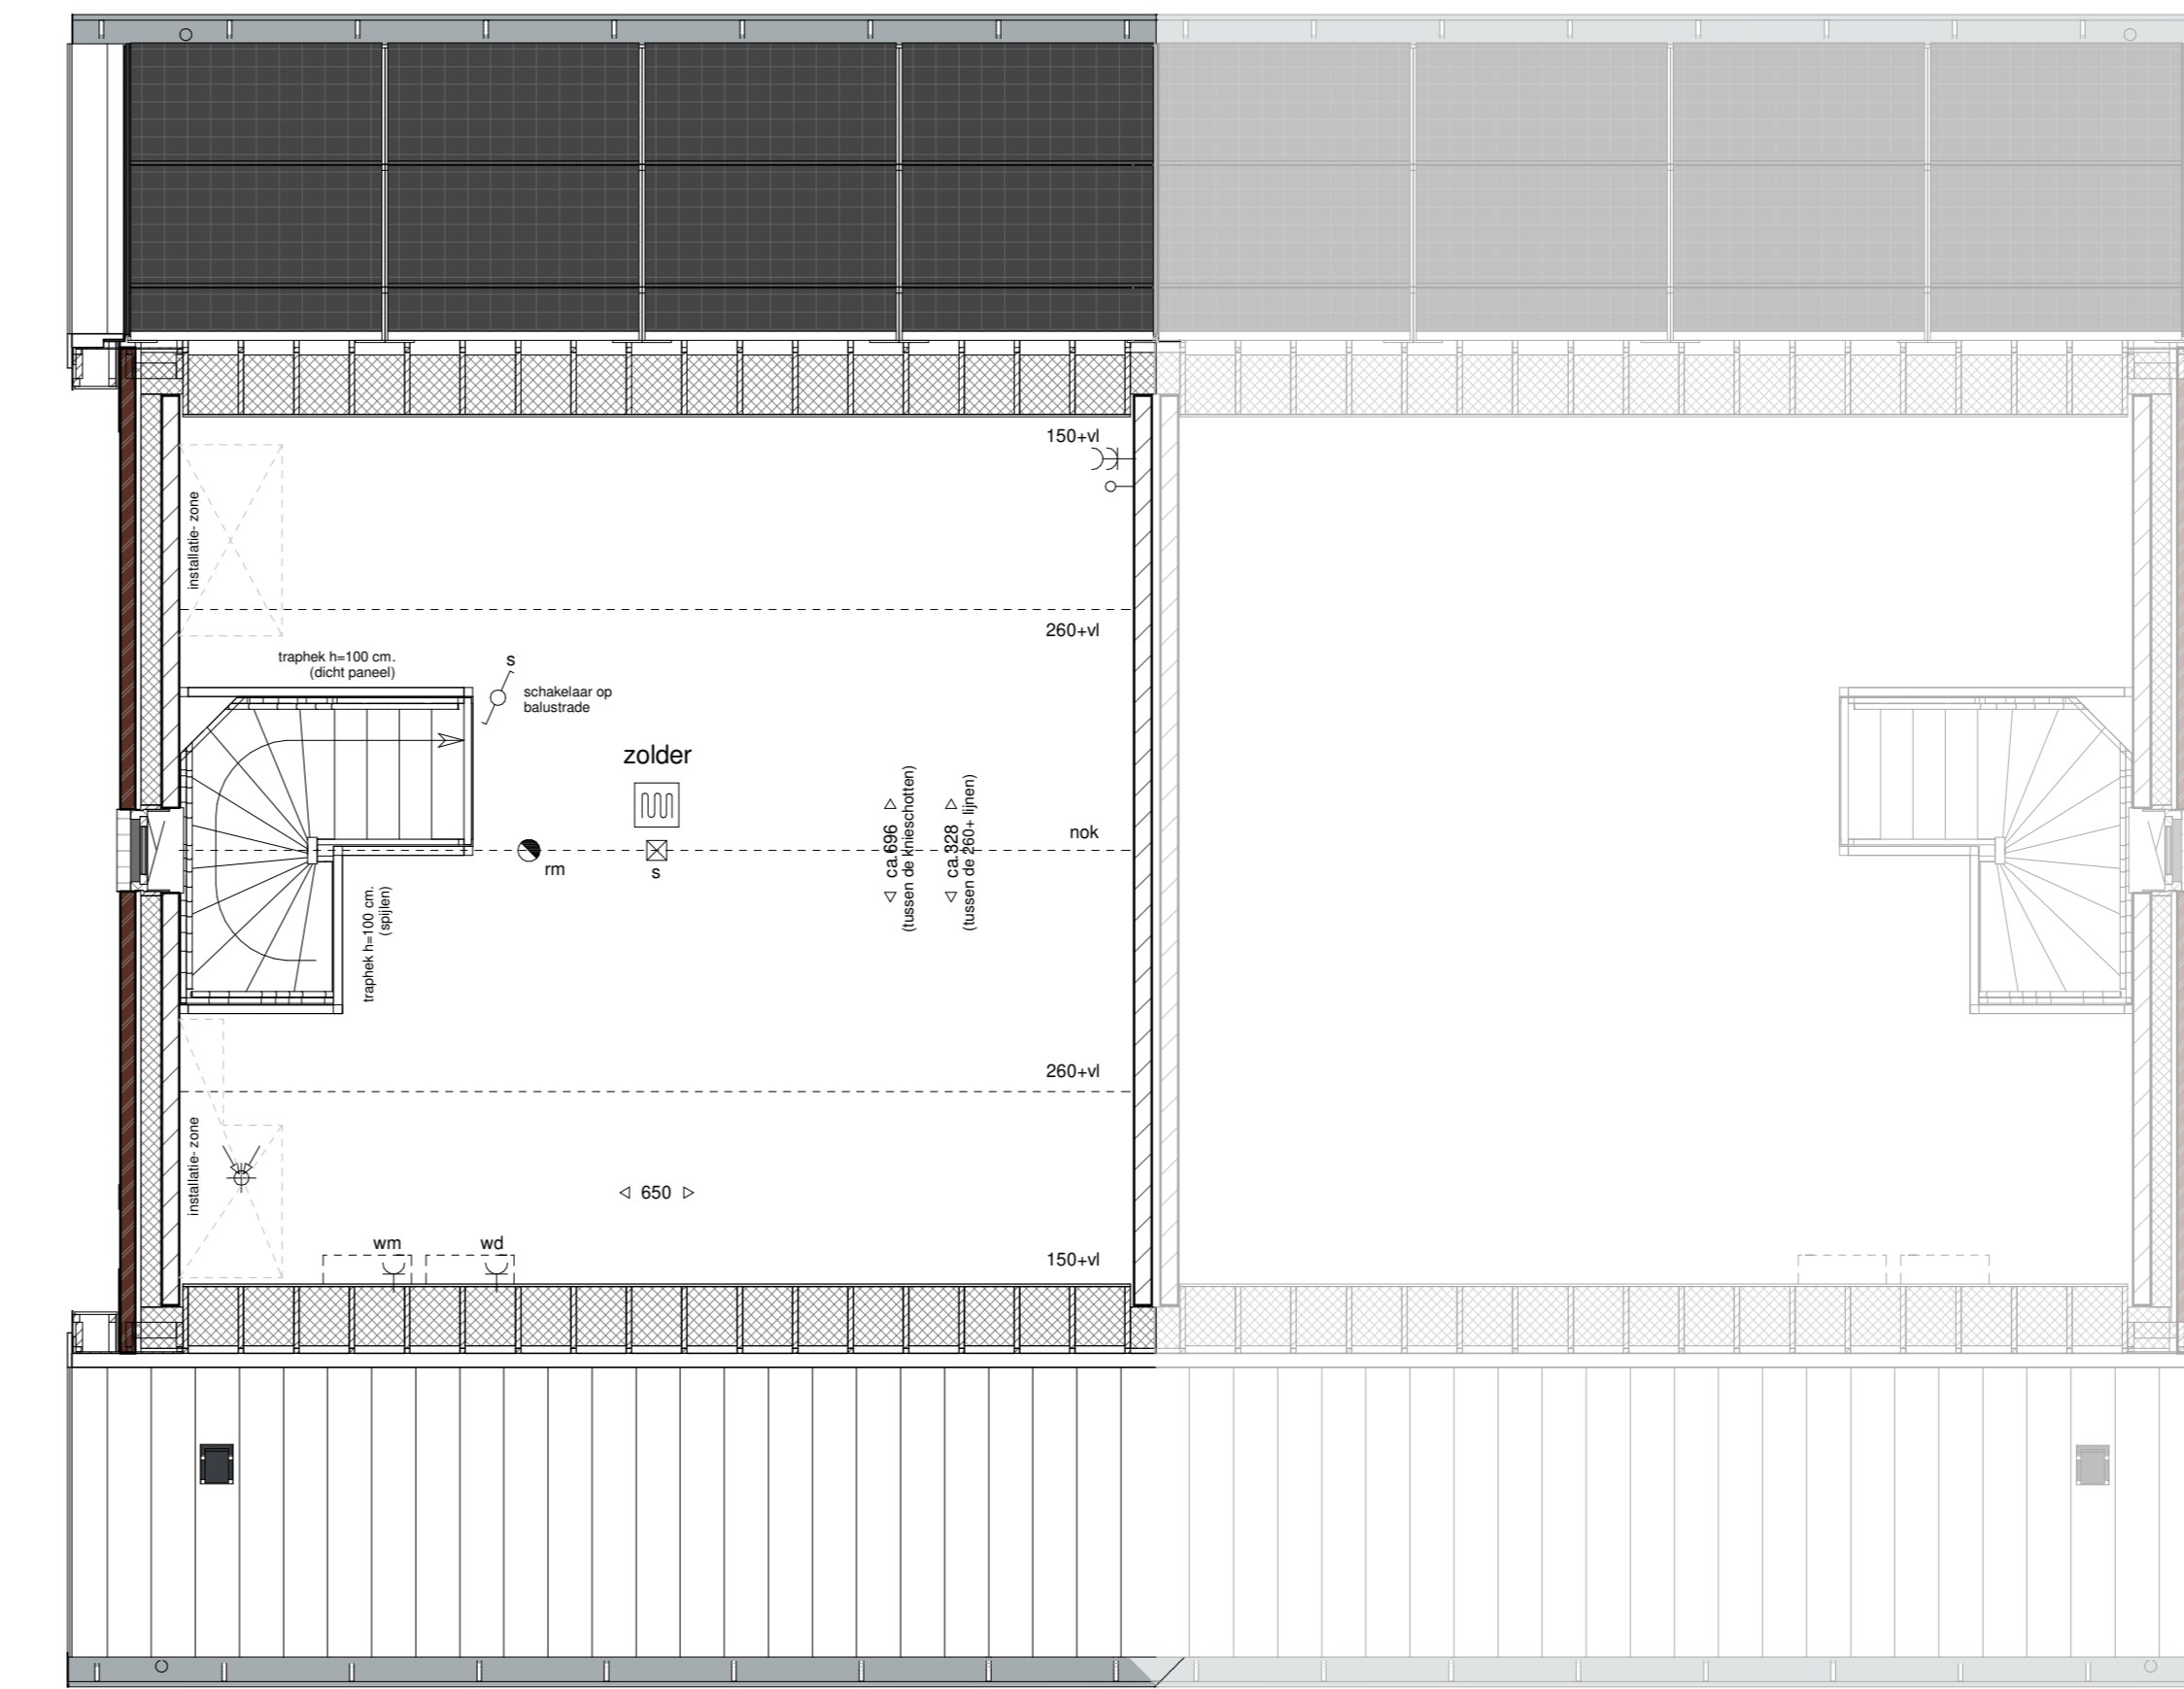 150+vl
installatie- zone
260+vl
traphek h=100 cm.
(dicht paneel)
s
schakelaar op
balustrade
zolder
◁ ca.696 ▷
(tussen de knieschotten)
◁ ca.328 ▷
(tussen de 260+ lijnen)
nok
rm
s
traphek h=100 cm.
(spijlen)
260+vl
installatie- zone
◁ 650 ▷
wm
wd
150+vl